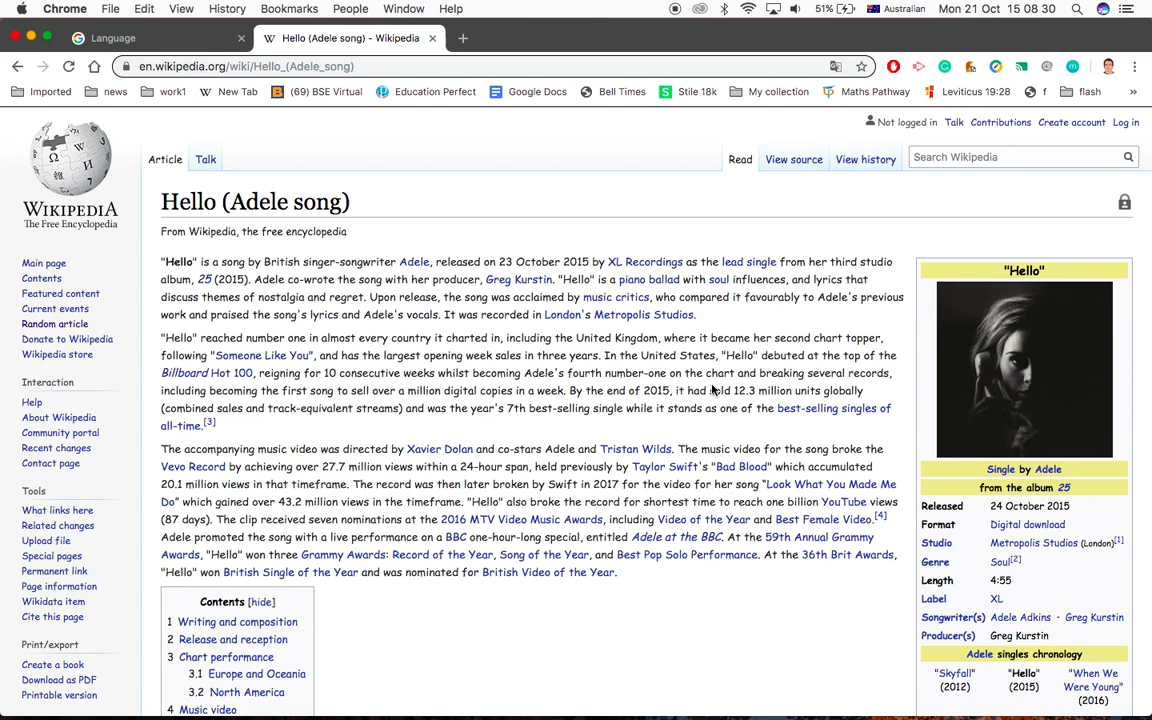 Chrome File Edit View History Bookmarks People Window Help 51% Australian Mon 21 Oct 15 08 30
Language
W Hello (Adele song) - Wikipedia
en.wikipedia.org/wiki/Hello_(Adele_song)
Imported news work1 W New Tab (69) BSE Virtual Education Perfect Google Docs Bell Times Stile 18k My collection Maths Pathway Leviticus 19:28 f flash »
Not logged in Talk Contributions Create account Log in
Article Talk Read View source View history Search Wikipedia
WIKIPEDIA
The Free Encyclopedia
Main page
Contents
Featured content
Current events
Random article
Donate to Wikipedia
Wikipedia store
Interaction
Help
About Wikipedia
Community portal
Recent changes
Contact page
Tools
What links here
Related changes
Upload file
Special pages
Permanent link
Page information
Wikidata item
Cite this page
Print/export
Create a book
Download as PDF
Printable version
Hello (Adele song)
From Wikipedia, the free encyclopedia
"Hello" is a song by British singer-songwriter Adele, released on 23 October 2015 by XL Recordings as the lead single from her third studio
album, 25 (2015). Adele co-wrote the song with her producer, Greg Kurstin. "Hello" is a piano ballad with soul influences, and lyrics that
discuss themes of nostalgia and regret. Upon release, the song was acclaimed by music critics, who compared it favourably to Adele's previous
work and praised the song's lyrics and Adele's vocals. It was recorded in London's Metropolis Studios.
"Hello" reached number one in almost every country it charted in, including the United Kingdom, where it became her second chart topper,
following "Someone Like You", and has the largest opening week sales in three years. In the United States, "Hello" debuted at the top of the
Billboard Hot 100, reigning for 10 consecutive weeks whilst becoming Adele's fourth number-one on the chart and breaking several records,
including becoming the first song to sell over a million digital copies in a week. By the end of 2015, it had sold 12.3 million units globally
(combined sales and track-equivalent streams) and was the year's 7th best-selling single while it stands as one of the best-selling singles of
all-time.[3]
The accompanying music video was directed by Xavier Dolan and co-stars Adele and Tristan Wilds. The music video for the song broke the
Vevo Record by achieving over 27.7 million views within a 24-hour span, held previously by Taylor Swift's "Bad Blood" which accumulated
20.1 million views in that timeframe. The record was then later broken by Swift in 2017 for the video for her song “Look What You Made Me
Do” which gained over 43.2 million views in the timeframe. "Hello" also broke the record for shortest time to reach one billion YouTube views
(87 days). The clip received seven nominations at the 2016 MTV Video Music Awards, including Video of the Year and Best Female Video.[4]
Adele promoted the song with a live performance on a BBC one-hour-long special, entitled Adele at the BBC. At the 59th Annual Grammy
Awards, "Hello" won three Grammy Awards: Record of the Year, Song of the Year, and Best Pop Solo Performance. At the 36th Brit Awards,
"Hello" won British Single of the Year and was nominated for British Video of the Year.
Contents [hide]
1 Writing and composition
2 Release and reception
3 Chart performance
3.1 Europe and Oceania
3.2 North America
4 Music video
"Hello"
Single by Adele
from the album 25
Released 24 October 2015
Format Digital download
Studio Metropolis Studios (London)[1]
Genre Soul[2]
Length 4:55
Label XL
Songwriter(s) Adele Adkins · Greg Kurstin
Producer(s) Greg Kurstin
Adele singles chronology
"Skyfall" "Hello" "When We
(2012) (2015) Were Young"
(2016)